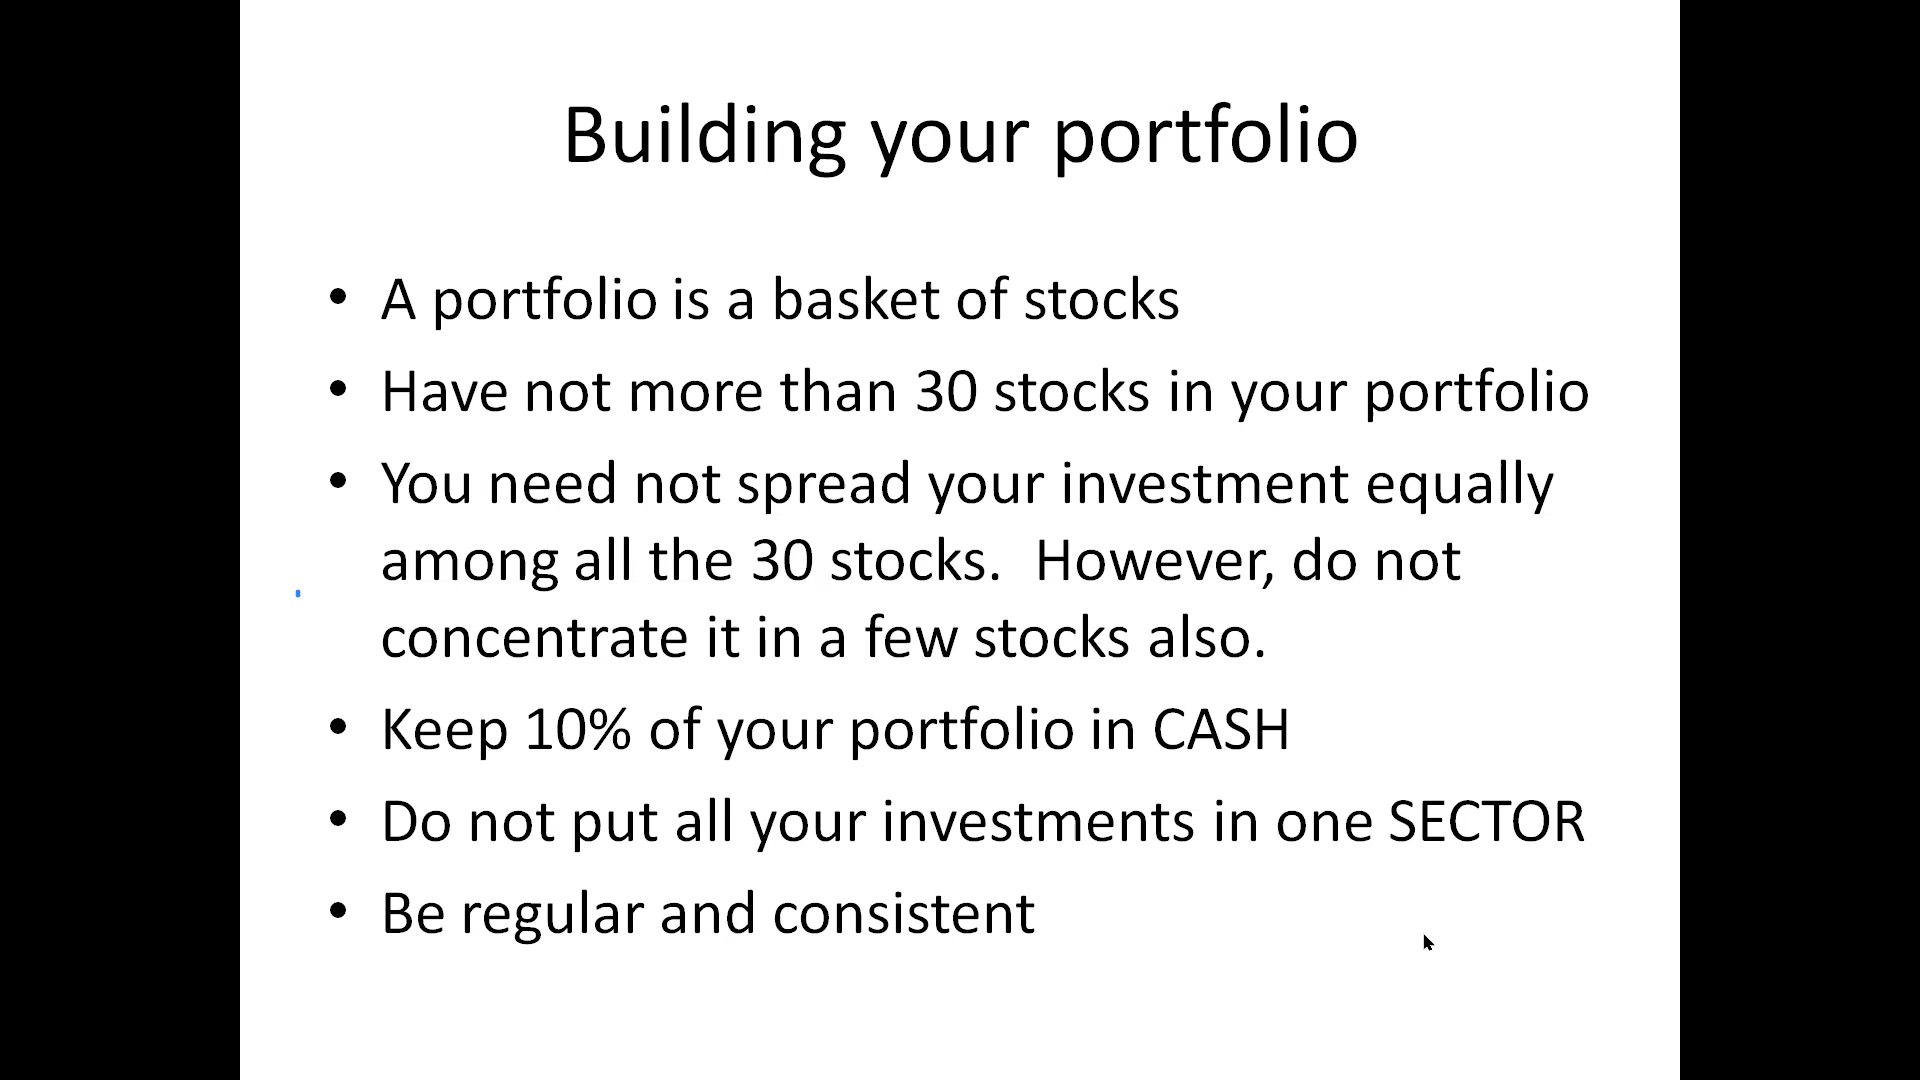 Building your portfolio
• A portfolio is a basket of stocks
• Have not more than 30 stocks in your portfolio
• You need not spread your investment equally
among all the 30 stocks.  However, do not
concentrate it in a few stocks also.
• Keep 10% of your portfolio in CASH
• Do not put all your investments in one SECTOR
• Be regular and consistent